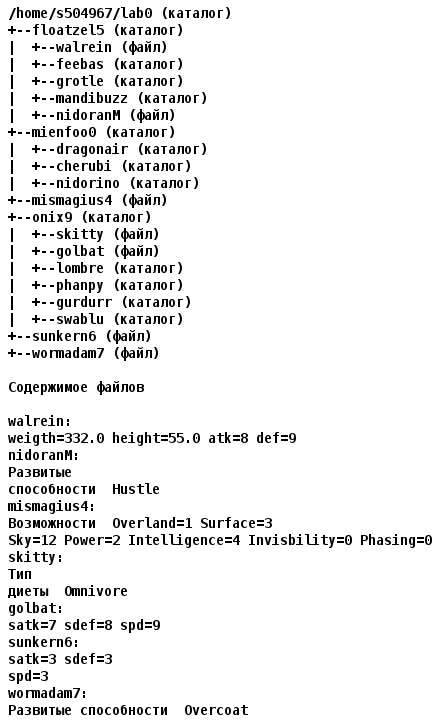 /home/s504967/lab0 (каталог)
+--floatzel5 (каталог)
|  +--walrein (файл)
|  +--feebas (каталог)
|  +--grotle (каталог)
|  +--mandibuzz (каталог)
|  +--nidoranM (файл)
+--mienfoo0 (каталог)
|  +--dragonair (каталог)
|  +--cherubi (каталог)
|  +--nidorino (каталог)
+--mismagius4 (файл)
+--onix9 (каталог)
|  +--skitty (файл)
|  +--golbat (файл)
|  +--lombre (каталог)
|  +--phanpy (каталог)
|  +--gurdurr (каталог)
|  +--swablu (каталог)
+--sunkern6 (файл)
+--wormadam7 (файл)

Содержимое файлов

walrein:
weigth=332.0 height=55.0 atk=8 def=9
nidoranM:
Развитые
способности  Hustle
mismagius4:
Возможности  Overland=1 Surface=3
Sky=12 Power=2 Intelligence=4 Invisbility=0 Phasing=0
skitty:
Тип
диеты  Omnivore
golbat:
satk=7 sdef=8 spd=9
sunkern6:
satk=3 sdef=3
spd=3
wormadam7:
Развитые способности  Overcoat